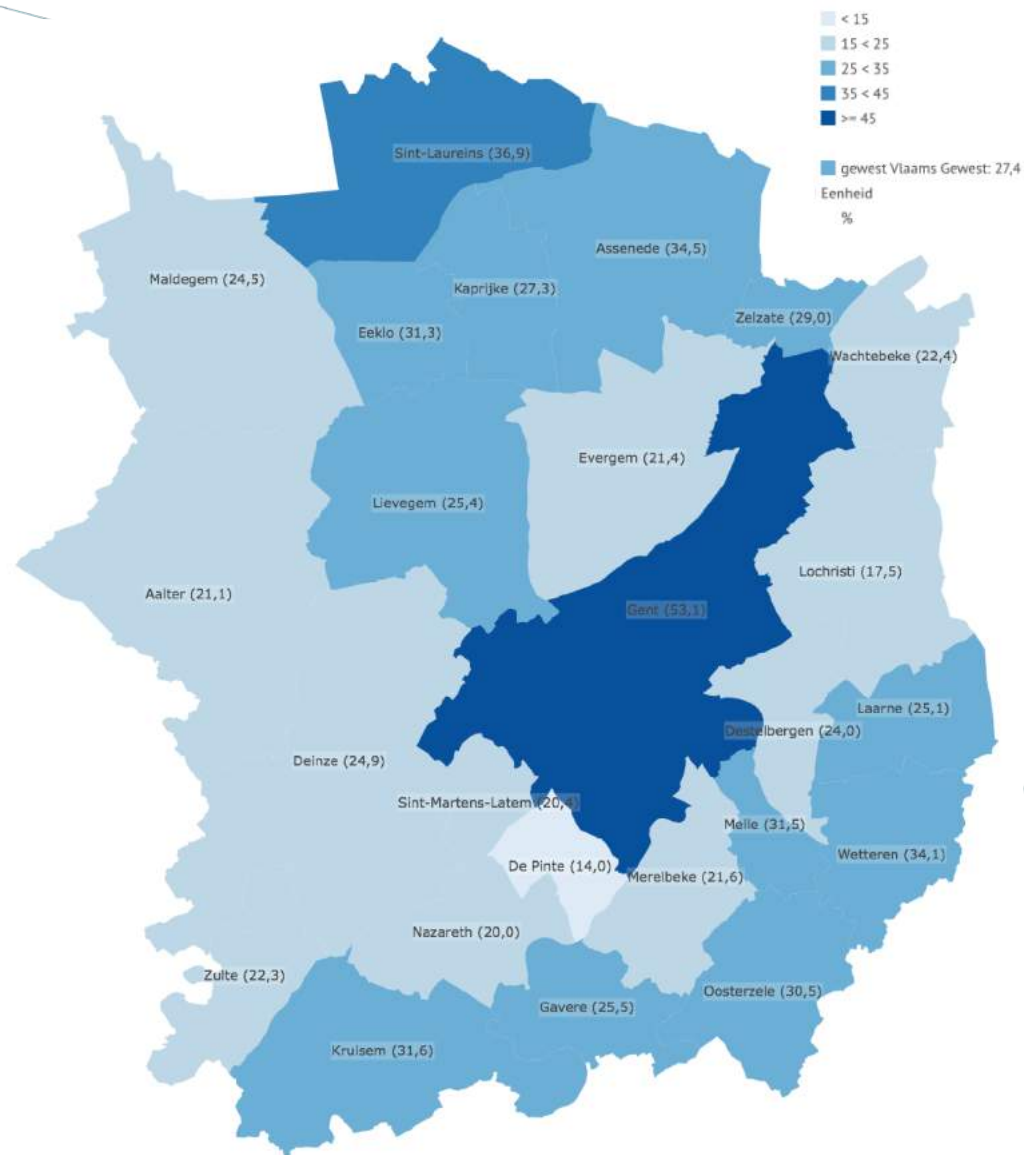 < 15
15 < 25
25 < 35
35 < 45
>= 45
gewest Vlaams Gewest: 27,4
Eenheid
%
Sint-Laureins (36,9)
Assenede (34,5)
Maldegem (24,5)
Kaprijke (27,3)
Zelzate (29,0)
Eeklo (31,3)
Wachtebeke (22,4)
Evergem (21,4)
Lievegem (25,4)
Lochristi (17,5)
Aalter (21,1)
Gent (53,1)
Laarne (25,1)
Destelbergen (24,0)
Deinze (24,9)
Sint-Martens-Latem (20,4)
Melle (31,5)
Wetteren (34,1)
De Pinte (14,0)
Merelbeke (21,6)
Nazareth (20,0)
Zulte (22,3)
Oosterzele (30,5)
Gavere (25,5)
Kruisem (31,6)